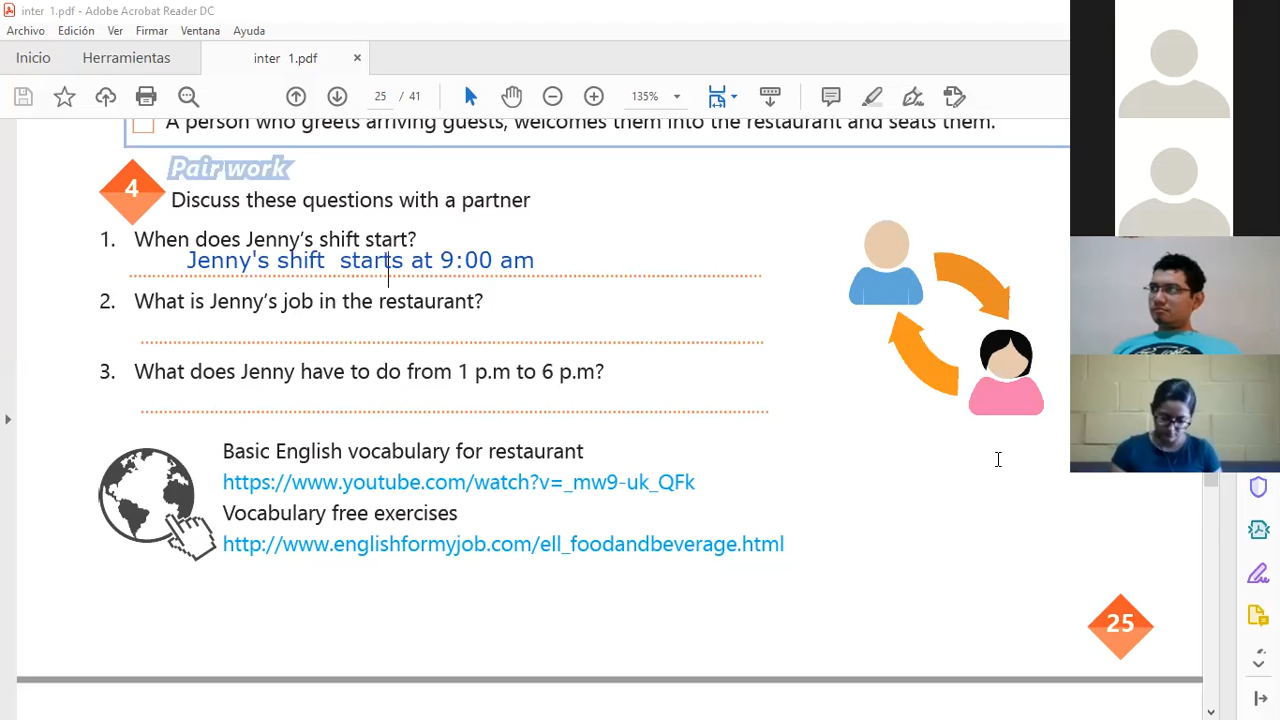 inter 1.pdf - Adobe Acrobat Reader DC
Archivo Edición Ver Firmar Ventana Ayuda
Inicio Herramientas inter 1.pdf ×
25 / 41 135%
A person who greets arriving guests, welcomes them into the restaurant and seats them.
Pair work
4
Discuss these questions with a partner
1. When does Jenny's shift start?
Jenny's shift starts at 9:00 am
2. What is Jenny's job in the restaurant?
3. What does Jenny have to do from 1 p.m to 6 p.m?
Basic English vocabulary for restaurant
https://www.youtube.com/watch?v=_mw9-uk_QFk
Vocabulary free exercises
http://www.englishformyjob.com/ell_foodandbeverage.html
25